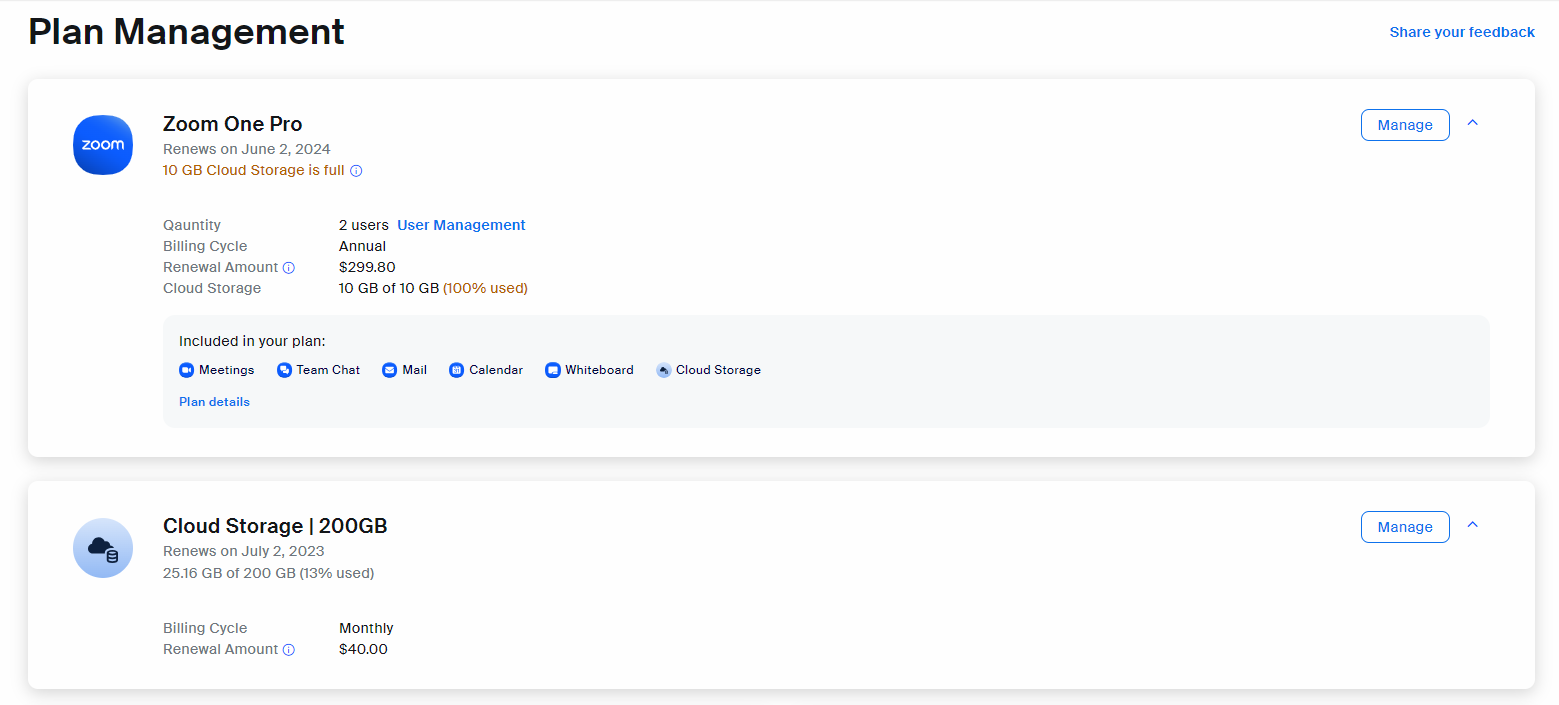 Plan Management
Share your feedback
zoom
Zoom One Pro
Manage
Renews on June 2, 2024
10 GB Cloud Storage is full
Qauntity 2 users User Management
Billing Cycle Annual
Renewal Amount $299.80
Cloud Storage 10 GB of 10 GB (100% used)
Included in your plan:
Meetings Team Chat Mail Calendar Whiteboard Cloud Storage
Plan details
Cloud Storage | 200GB
Manage
Renews on July 2, 2023
25.16 GB of 200 GB (13% used)
Billing Cycle Monthly
Renewal Amount $40.00